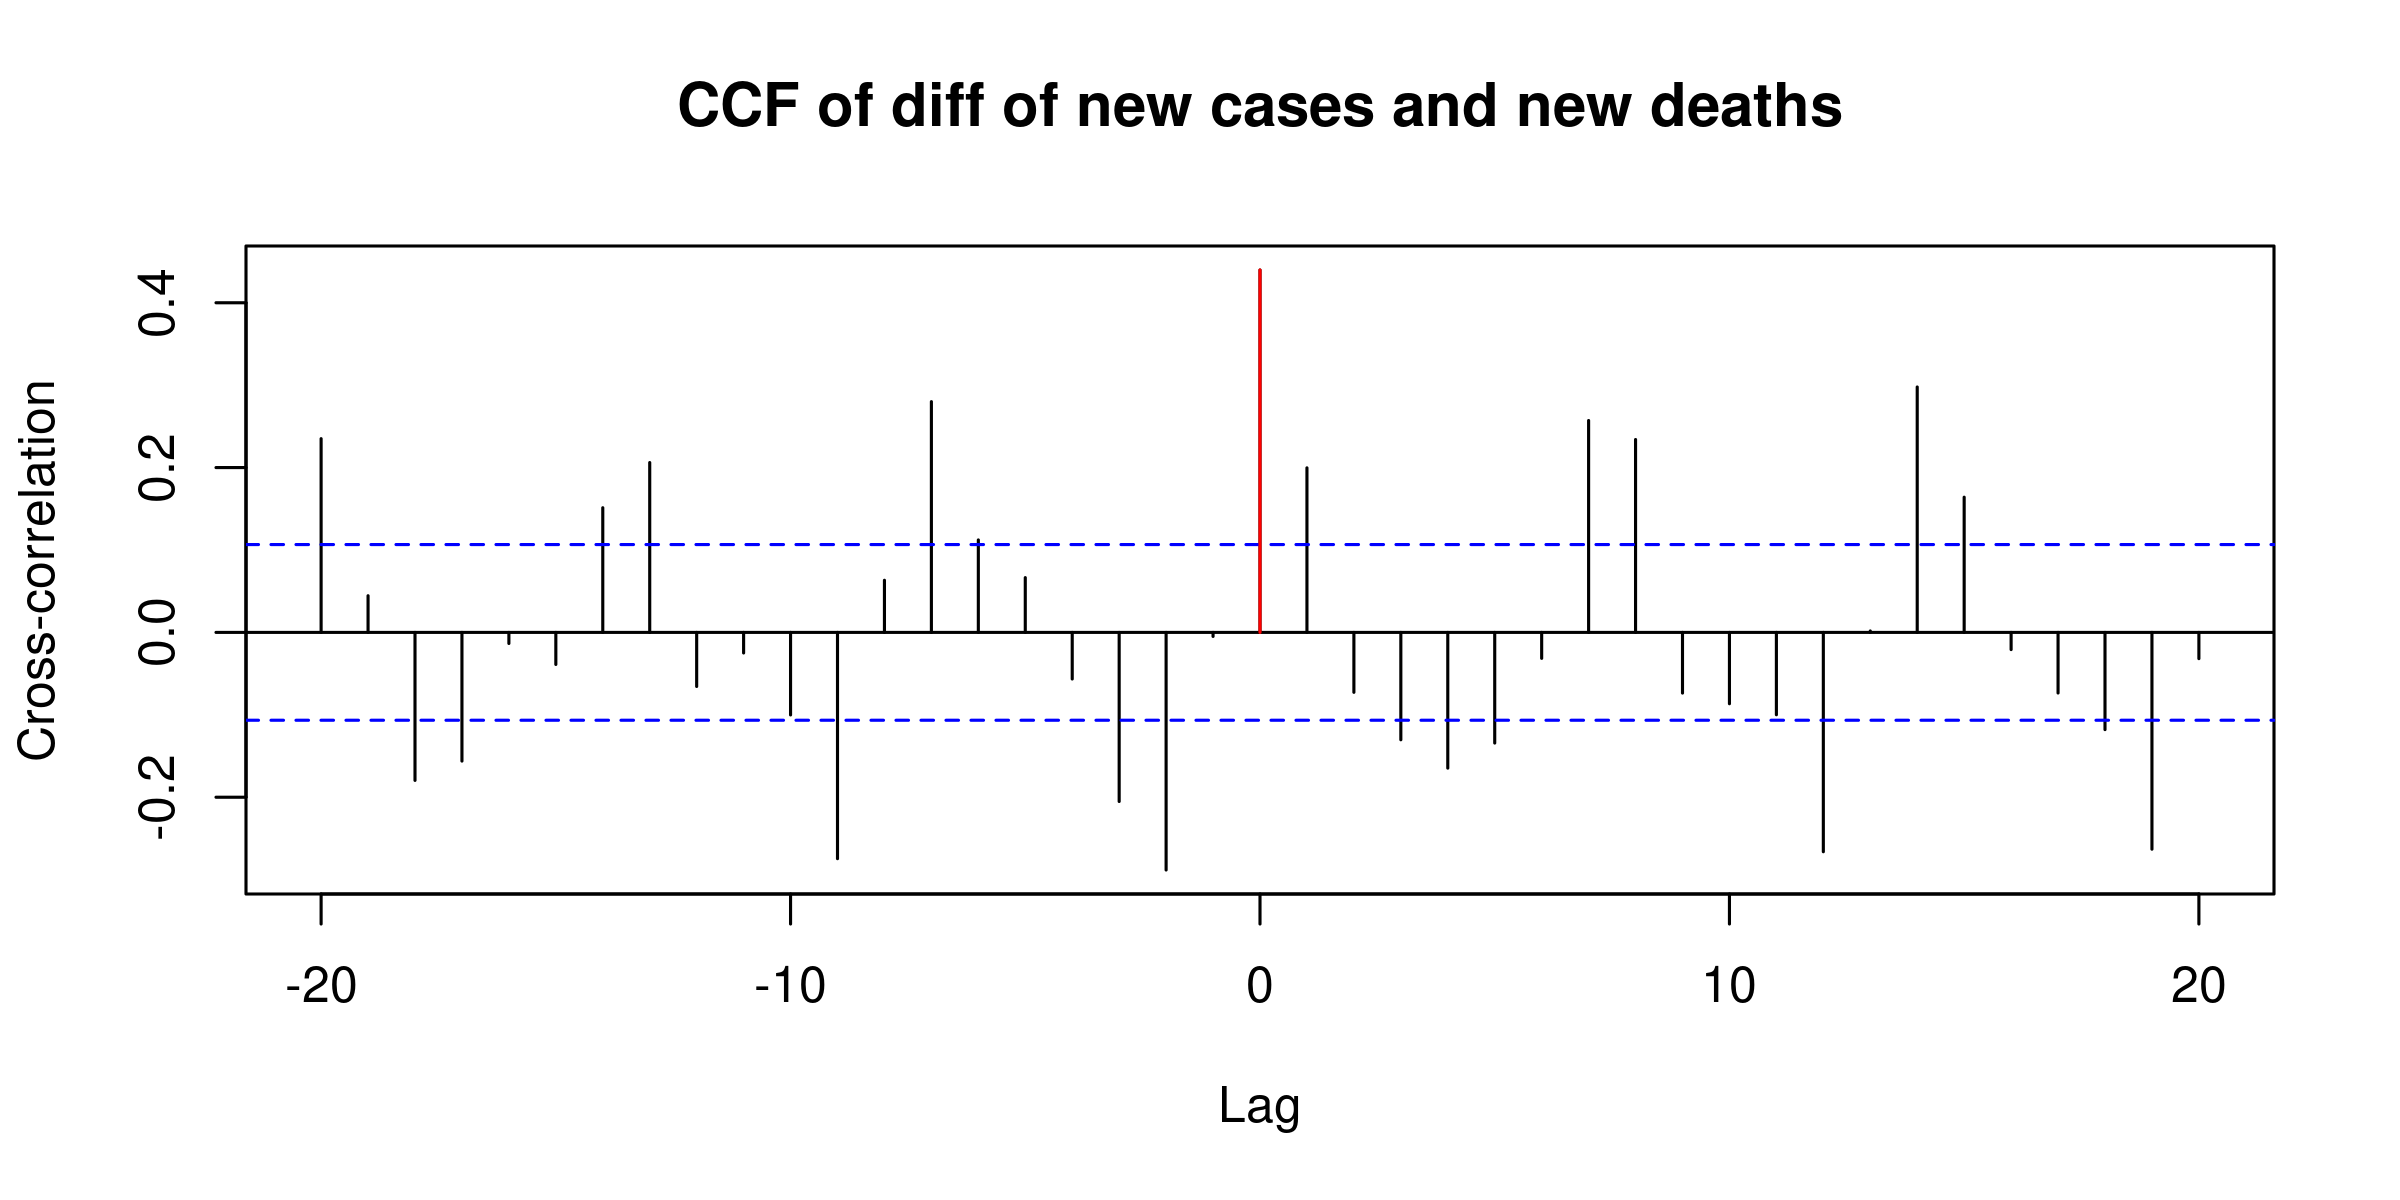 CCF of diff of new cases and new deaths
Cross-correlation
0.4
0.2
0.0
-0.2
-20 -10 0 10 20
Lag